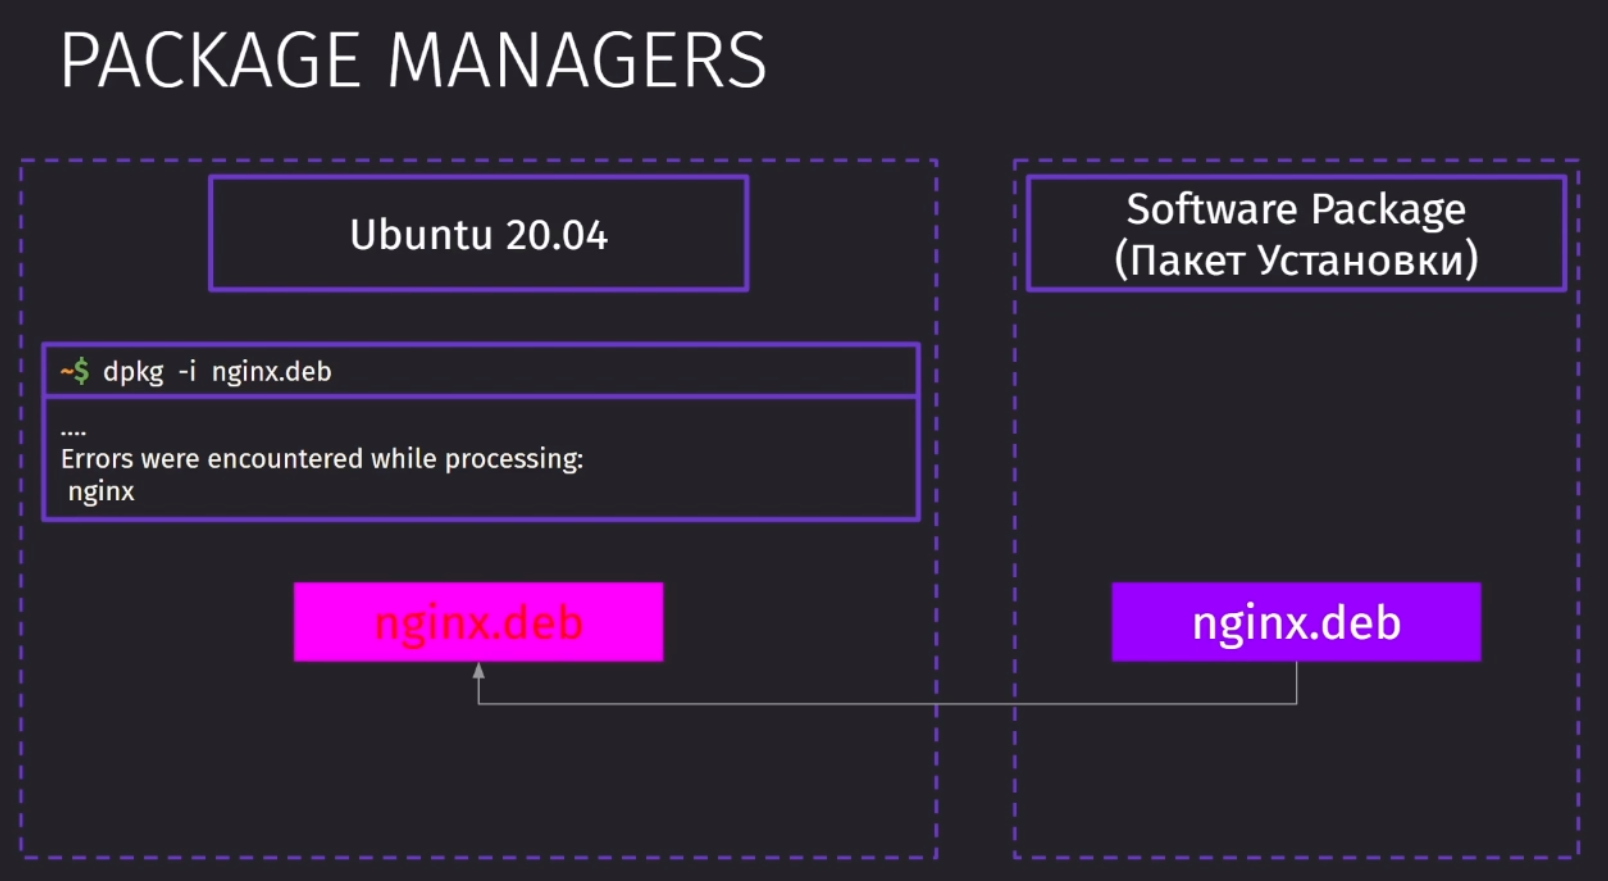 PACKAGE MANAGERS
Ubuntu 20.04
~$ dpkg -i nginx.deb
....
Errors were encountered while processing:
nginx
nginx.deb
Software Package
(Пакет Установки)
nginx.deb